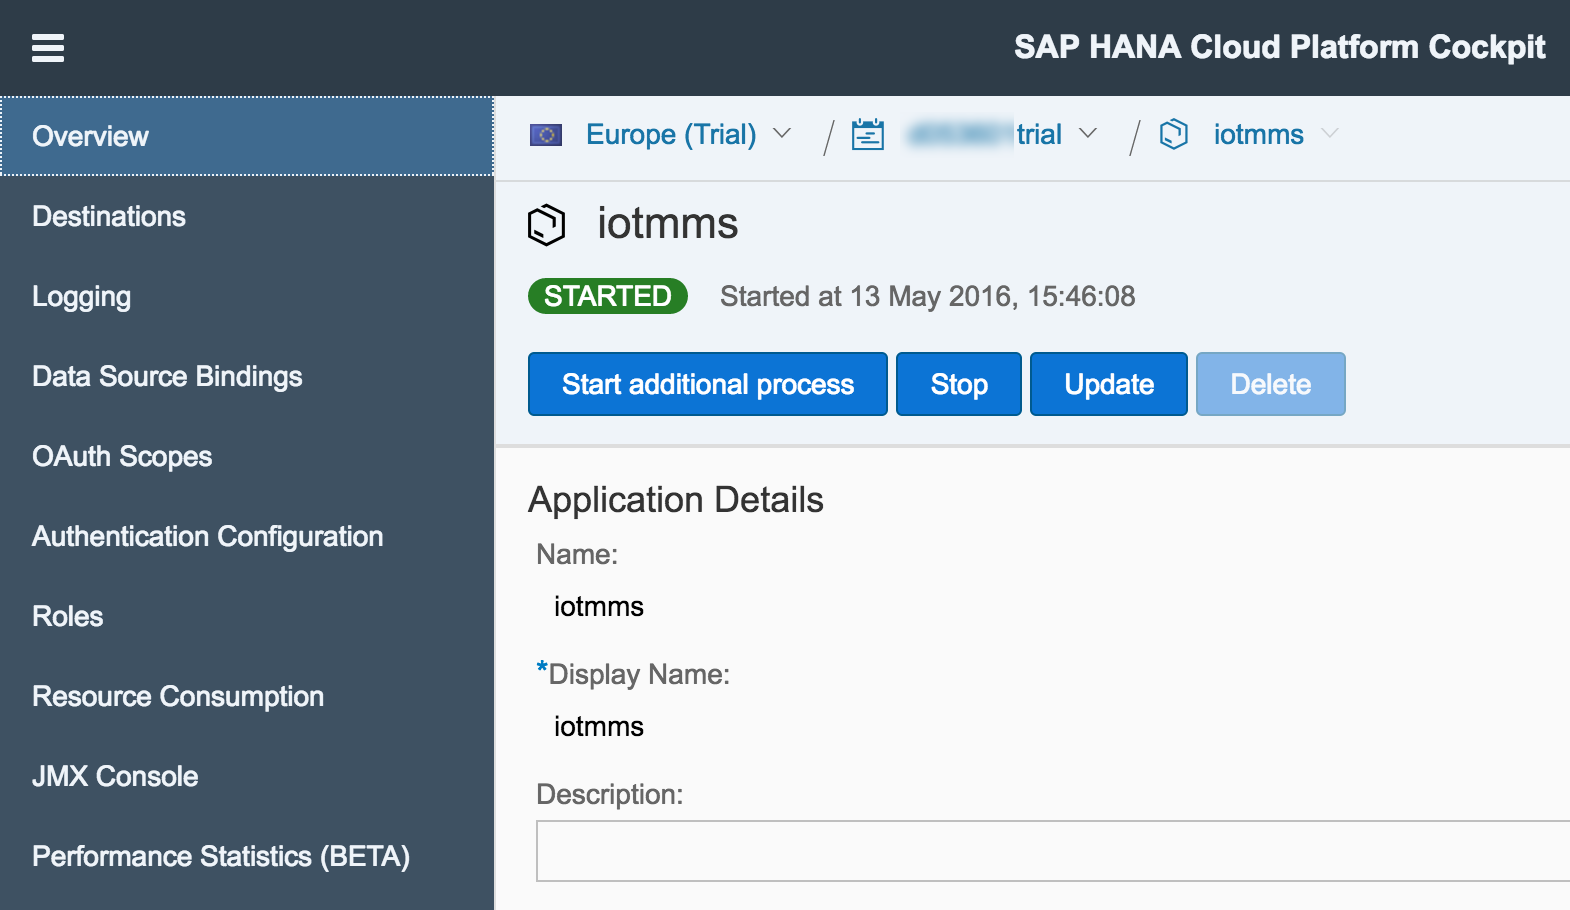 SAP HANA Cloud Platform Cockpit
Overview
Destinations
Logging
Data Source Bindings
OAuth Scopes
Authentication Configuration
Roles
Resource Consumption
JMX Console
Performance Statistics (BETA)
Europe (Trial) / trial / iotmms
iotmms
STARTED Started at 13 May 2016, 15:46:08
Start additional process Stop Update Delete
Application Details
Name:
iotmms
*Display Name:
iotmms
Description: